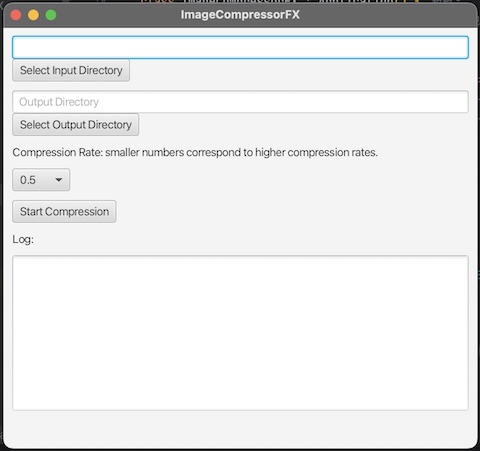 ImageCompressorFX
Select Input Directory
Output Directory
Select Output Directory
Compression Rate: smaller numbers correspond to higher compression rates.
0.5
Start Compression
Log: